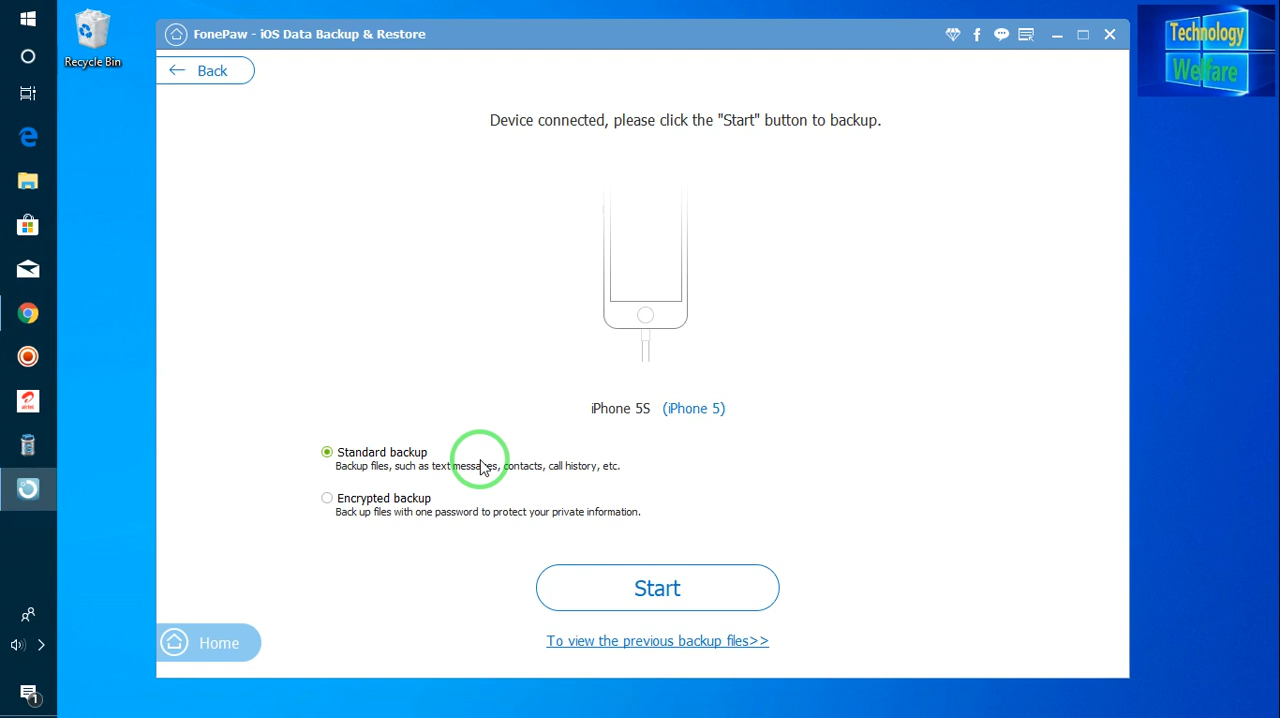 Recycle Bin
FonePaw - iOS Data Backup & Restore
Technology
Welfare
Back
Device connected, please click the "Start" button to backup.
iPhone 5S (iPhone 5)
Standard backup
Backup files, such as text messages, contacts, call history, etc.
Encrypted backup
Back up files with one password to protect your private information.
Start
To view the previous backup files>>
Home
airtel
1